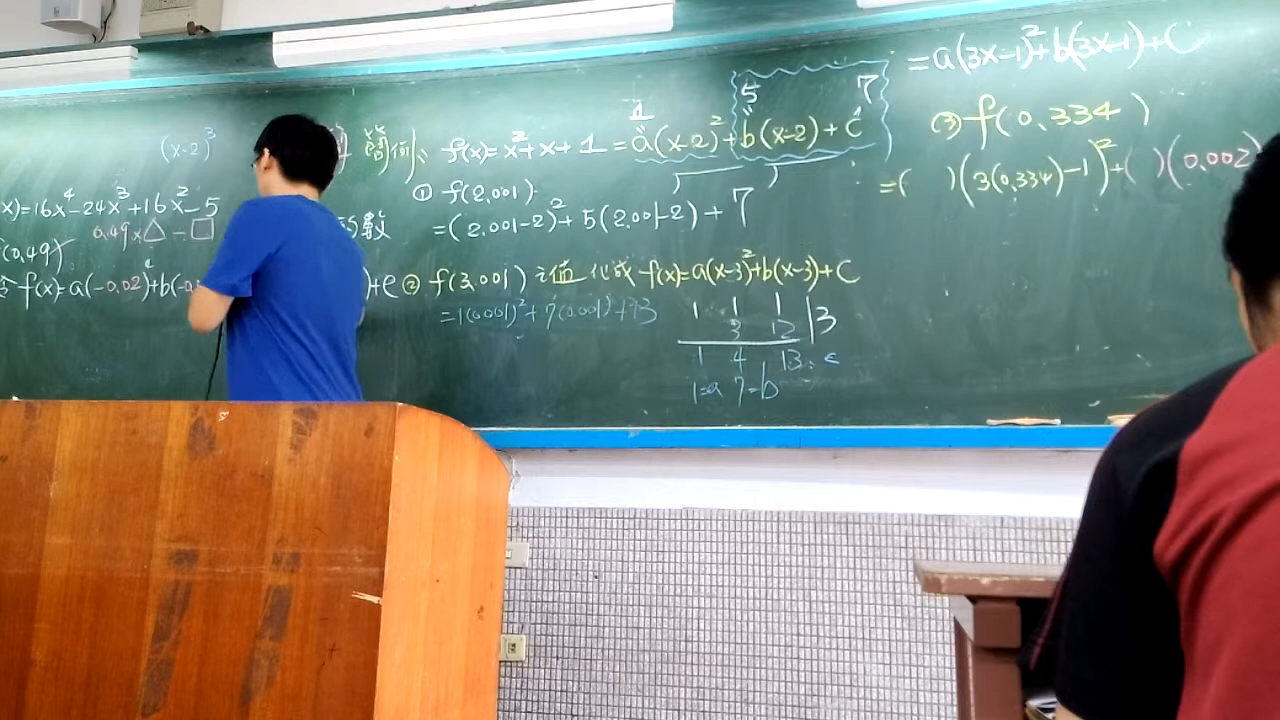 (x-2)³
x)=16x⁴-24x³+16x²-5
0.49×△-□
(0.49)
f(x)=a(-0.02)⁴+b(-0.
)+e
簡例: f(x)=x²+x+1=a(x-2)²+b(x-2)+c
1 5 7
① f(2.001)
=(2.001-2)²+5(2.001-2)+7
數
② f(3.001) 之值 化成 f(x)=a(x-3)²+b(x-3)+c
=1(0.001)²+7(0.001)+13
1 1 1 | 3
3 12
1 4 13=c
1=a 7=b
=a(3x-1)²+b(3x-1)+c
③ f(0.334 )
=( )(3(0.334)-1)²+( )(0.002)